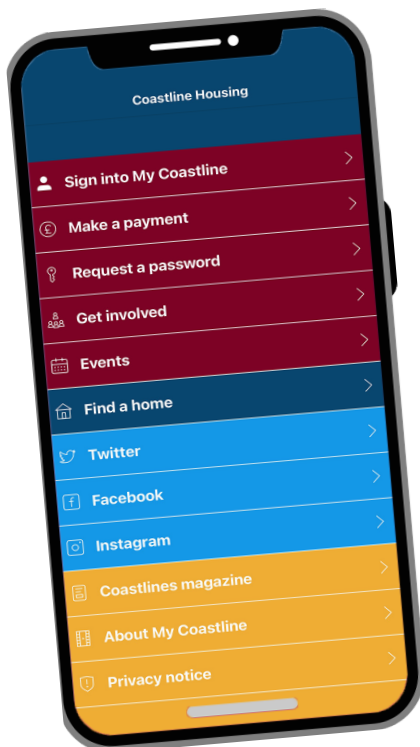 Coastline Housing
Sign into My Coastline
Make a payment
Request a password
Get involved
Events
Find a home
Twitter
Facebook
Instagram
Coastlines magazine
About My Coastline
Privacy notice